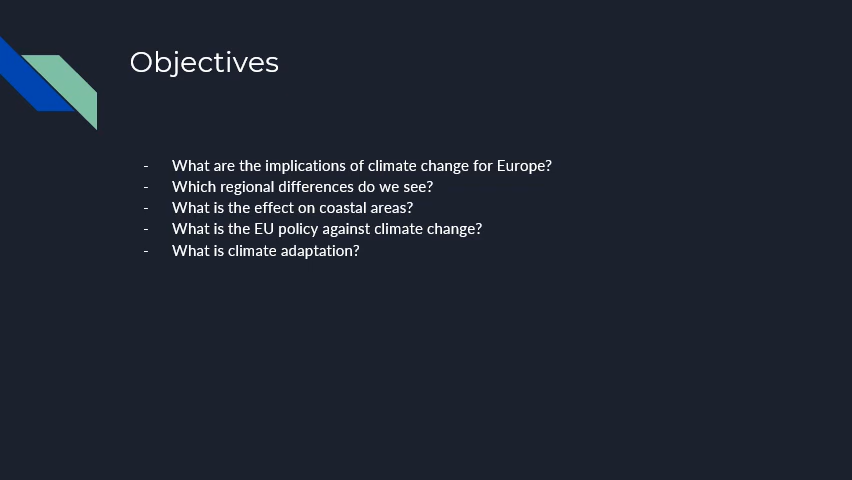 Objectives
- What are the implications of climate change for Europe?
- Which regional differences do we see?
- What is the effect on coastal areas?
- What is the EU policy against climate change?
- What is climate adaptation?